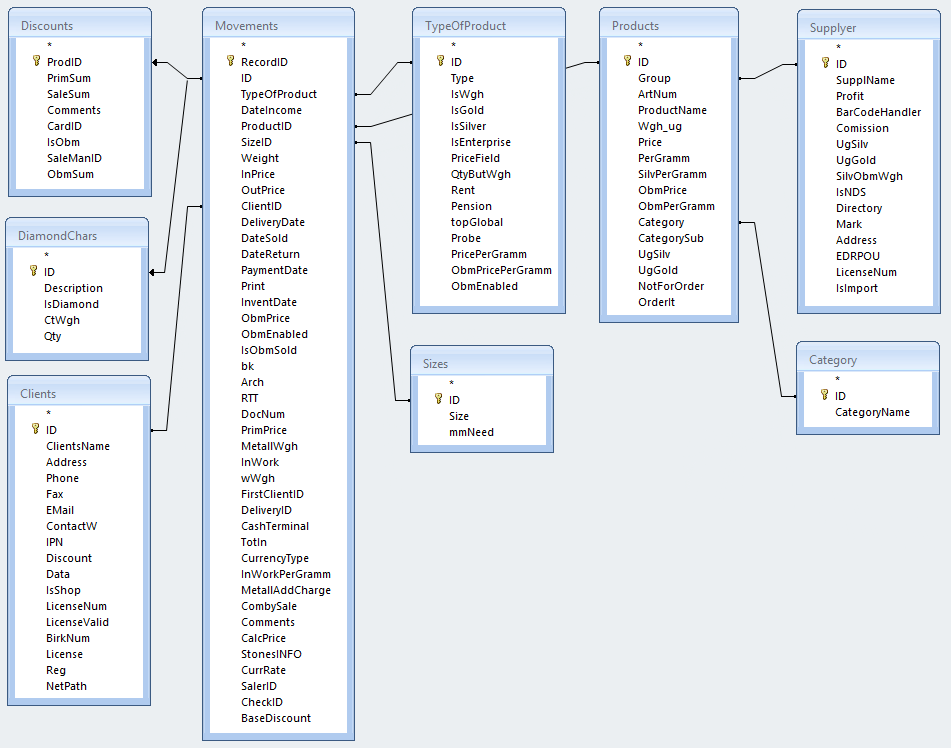 Discounts
*
ProdID
PrimSum
SaleSum
Comments
CardID
IsObm
SaleManID
ObmSum
DiamondChars
*
ID
Description
IsDiamond
CtWgh
Qty
Clients
*
ID
ClientsName
Address
Phone
Fax
EMail
ContactW
IPN
Discount
Data
IsShop
LicenseNum
LicenseValid
BirkNum
License
Reg
NetPath
Movements
*
RecordID
ID
TypeOfProduct
DateIncome
ProductID
SizeID
Weight
InPrice
OutPrice
ClientID
DeliveryDate
DateSold
DateReturn
PaymentDate
Print
InventDate
ObmPrice
ObmEnabled
IsObmSold
bk
Arch
RTT
DocNum
PrimPrice
MetallWgh
InWork
wWgh
FirstClientID
DeliveryID
CashTerminal
TotIn
CurrencyType
InWorkPerGramm
MetallAddCharge
CombySale
Comments
CalcPrice
StonesINFO
CurrRate
SalerID
CheckID
BaseDiscount
TypeOfProduct
*
ID
Type
IsWgh
IsGold
IsSilver
IsEnterprise
PriceField
QtyButWgh
Rent
Pension
topGlobal
Probe
PricePerGramm
ObmPricePerGramm
ObmEnabled
Sizes
*
ID
Size
mmNeed
Products
*
ID
Group
ArtNum
ProductName
Wgh_ug
Price
PerGramm
SilvPerGramm
ObmPrice
ObmPerGramm
Category
CategorySub
UgSilv
UgGold
NotForOrder
OrderIt
Supplyer
*
ID
SupplName
Profit
BarCodeHandler
Comission
UgSilv
UgGold
SilvObmWgh
IsNDS
Directory
Mark
Address
EDRPOU
LicenseNum
IsImport
Category
*
ID
CategoryName